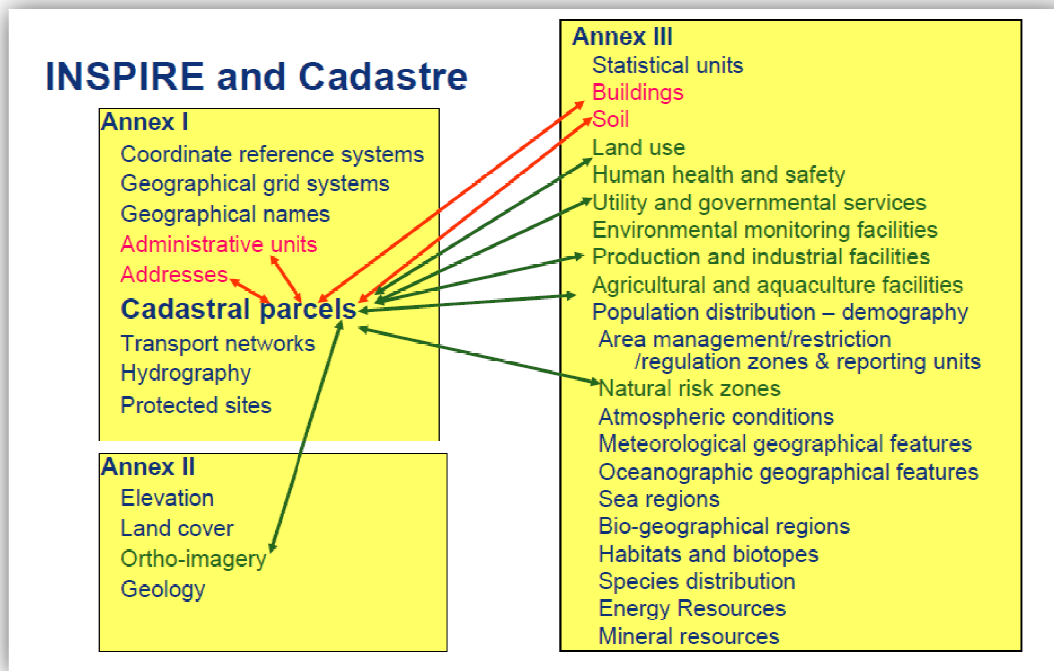 INSPIRE and Cadastre
Annex I
Coordinate reference systems
Geographical grid systems
Geographical names
Administrative units
Addresses
Cadastral parcels
Transport networks
Hydrography
Protected sites
Annex II
Elevation
Land cover
Ortho-imagery
Geology
Annex III
Statistical units
Buildings
Soil
Land use
Human health and safety
Utility and governmental services
Environmental monitoring facilities
Production and industrial facilities
Agricultural and aquaculture facilities
Population distribution – demography
Area management/restriction
/regulation zones & reporting units
Natural risk zones
Atmospheric conditions
Meteorological geographical features
Oceanographic geographical features
Sea regions
Bio-geographical regions
Habitats and biotopes
Species distribution
Energy Resources
Mineral resources